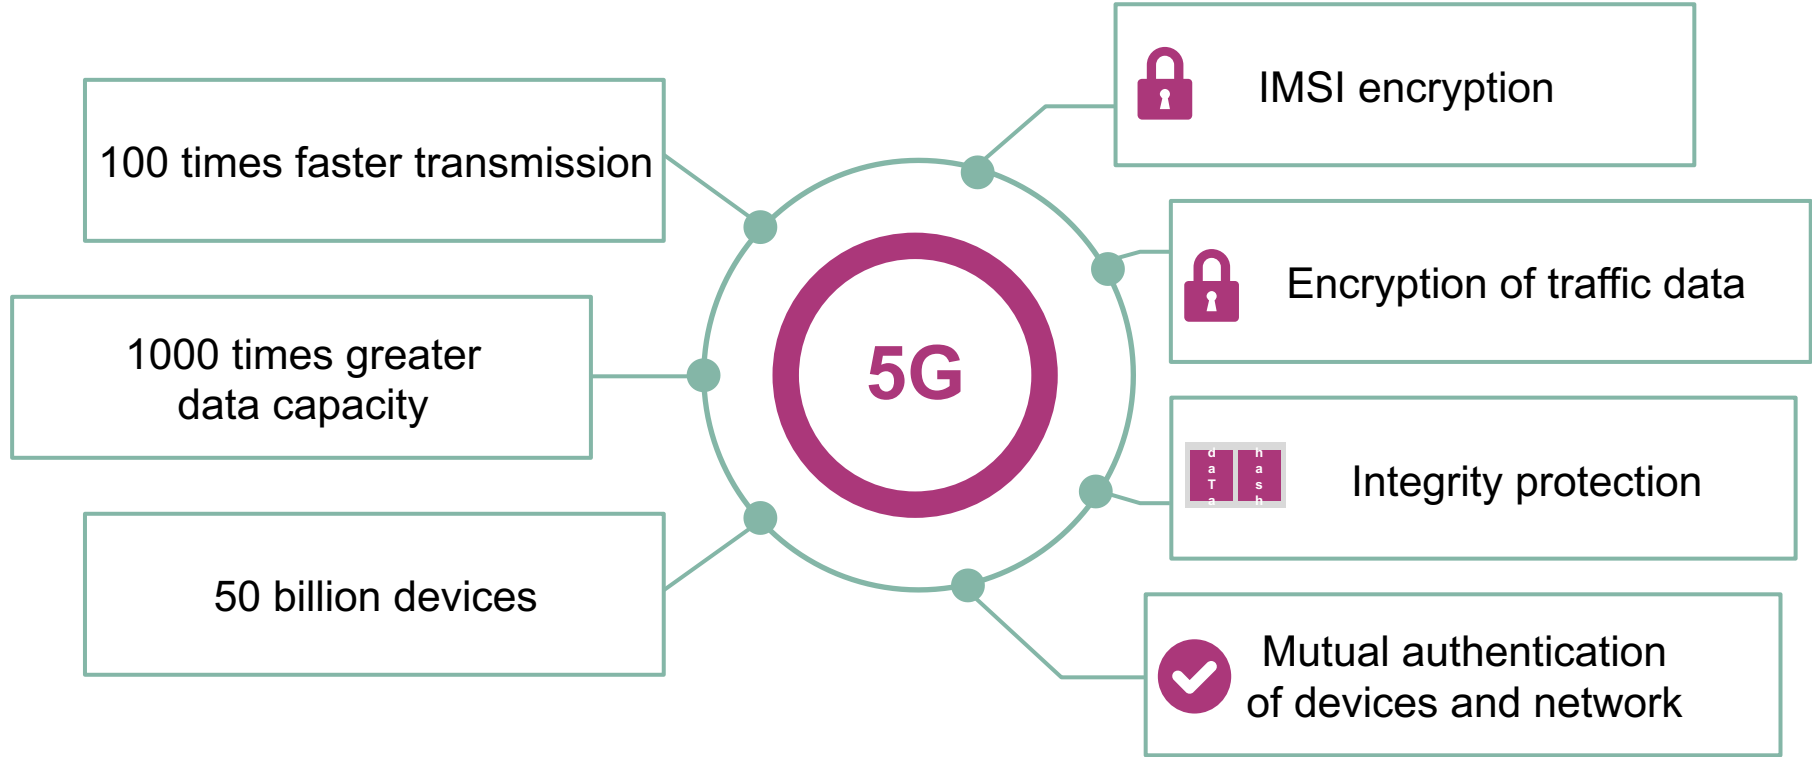 100 times faster transmission
1000 times greater
data capacity
50 billion devices
5G
IMSI encryption
Encryption of traffic data
d
a
T
a
h
a
s
h
Integrity protection
Mutual authentication
of devices and network